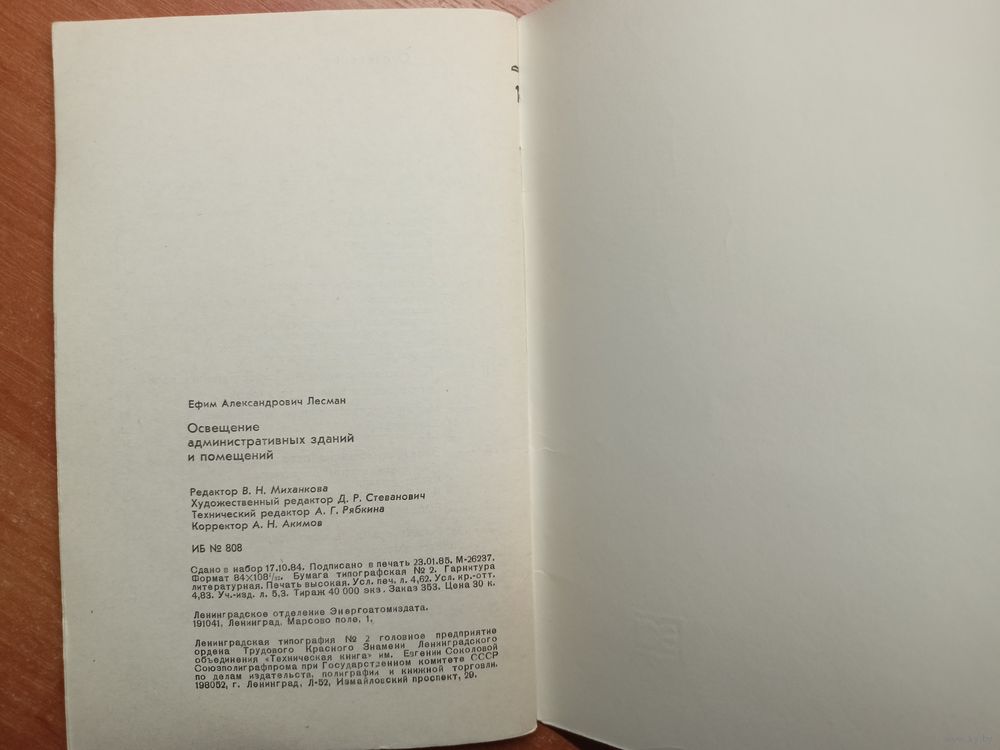 Ефим Александрович Лесман
Освещение
административных зданий
и помещений
Редактор В. Н. Миханкова
Художественный редактор Д. Р. Стеванович
Технический редактор А. Г. Рябкина
Корректор А. Н. Акимов
ИБ № 808
Сдано в набор 17.10.84. Подписано в печать 23.01.85. М-26237.
Формат 84×108¹/₃₂. Бумага типографская № 2. Гарнитура
литературная. Печать высокая. Усл. печ. л. 4,62. Усл. кр.-отт.
4,83. Уч.-изд. л. 5,3. Тираж 40 000 экз. Заказ 353. Цена 30 к.
Ленинградское отделение Энергоатомиздата.
191041, Ленинград, Марсово поле, 1.
Ленинградская типография № 2 головное предприятие
ордена Трудового Красного Знамени Ленинградского
объединения «Техническая книга» им. Евгении Соколовой
Союзполиграфпрома при Государственном комитете СССР
по делам издательств, полиграфии и книжной торговли.
198052, г. Ленинград, Л-52, Измайловский проспект, 29.